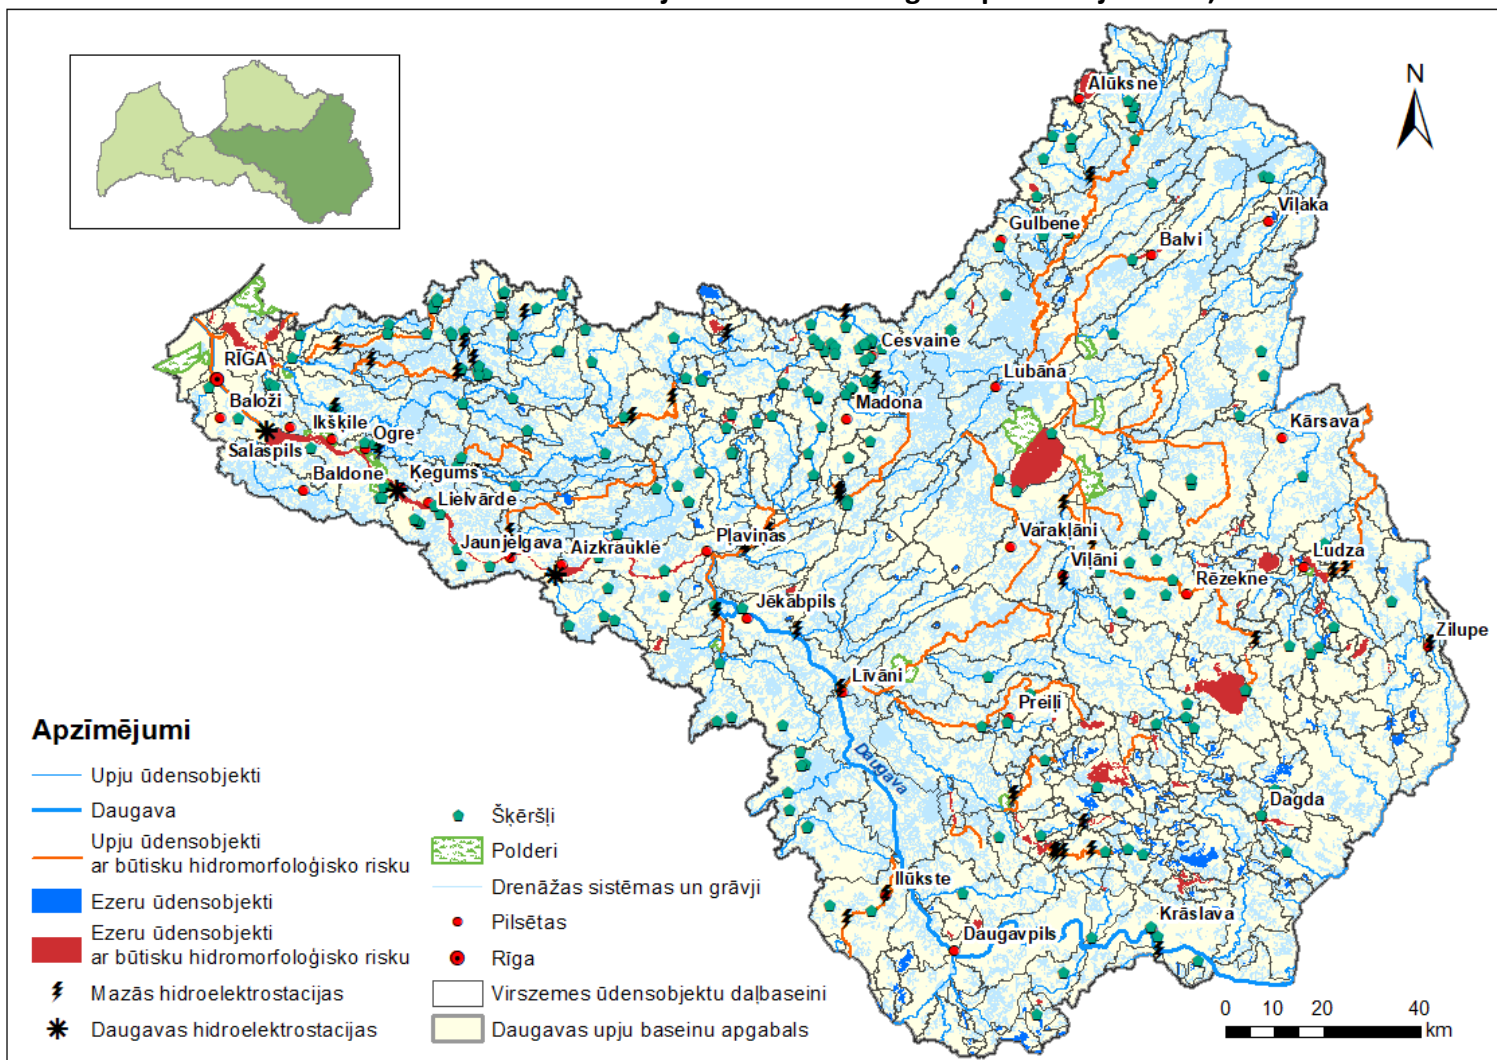 N
Alūksne
Viļaka
Gulbene
Balvi
Cesvaine
RĪGA
Lubāna
Baloži
Madona
Ikšķile
Ogre
Kārsava
Salaspils
Baldone
Ķegums
Lielvārde
Varakļāni
Jaunjelgava
Aizkraukle
Pļaviņas
Viļāni
Ludza
Rēzekne
Jēkabpils
Zilupe
Līvāni
Preiļi
Daugava
Dagda
Ilūkste
Krāslava
Daugavpils
Apzīmējumi
Upju ūdensobjekti
Daugava
Upju ūdensobjekti
ar būtisku hidromorfoloģisko risku
Ezeru ūdensobjekti
Ezeru ūdensobjekti
ar būtisku hidromorfoloģisko risku
Mazās hidroelektrostacijas
Daugavas hidroelektrostacijas
Šķēršļi
Polderi
Drenāžas sistēmas un grāvji
Pilsētas
Rīga
Virszemes ūdensobjektu daļbaseini
Daugavas upju baseinu apgabals
0 10 20 40
km